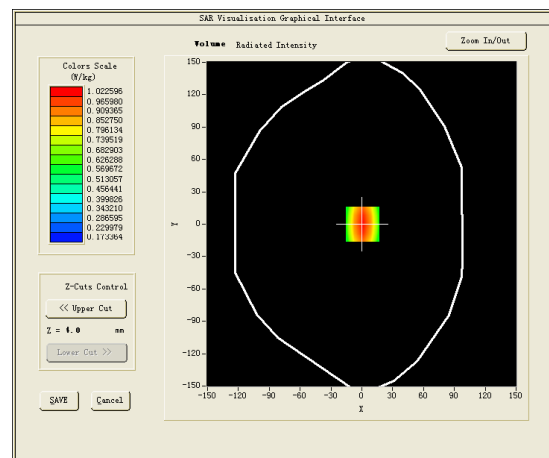 SAR Visualisation Graphical Interface
Volume Radiated Intensity
Zoom In/Out
Colors Scale
(W/kg)
1.022596
0.965980
0.909365
0.852750
0.796134
0.739519
0.682903
0.626288
0.569672
0.513057
0.456441
0.399826
0.343210
0.286595
0.229979
0.173364
Z-Cuts Control
<< Upper Cut
Z = 4.0 mm
Lower Cut >>
SAVE
Cancel
150
120
90
60
30
0
-30
-60
-90
-120
-150
Y
-150 -120 -90 -60 -30 0 30 60 90 120 150
X